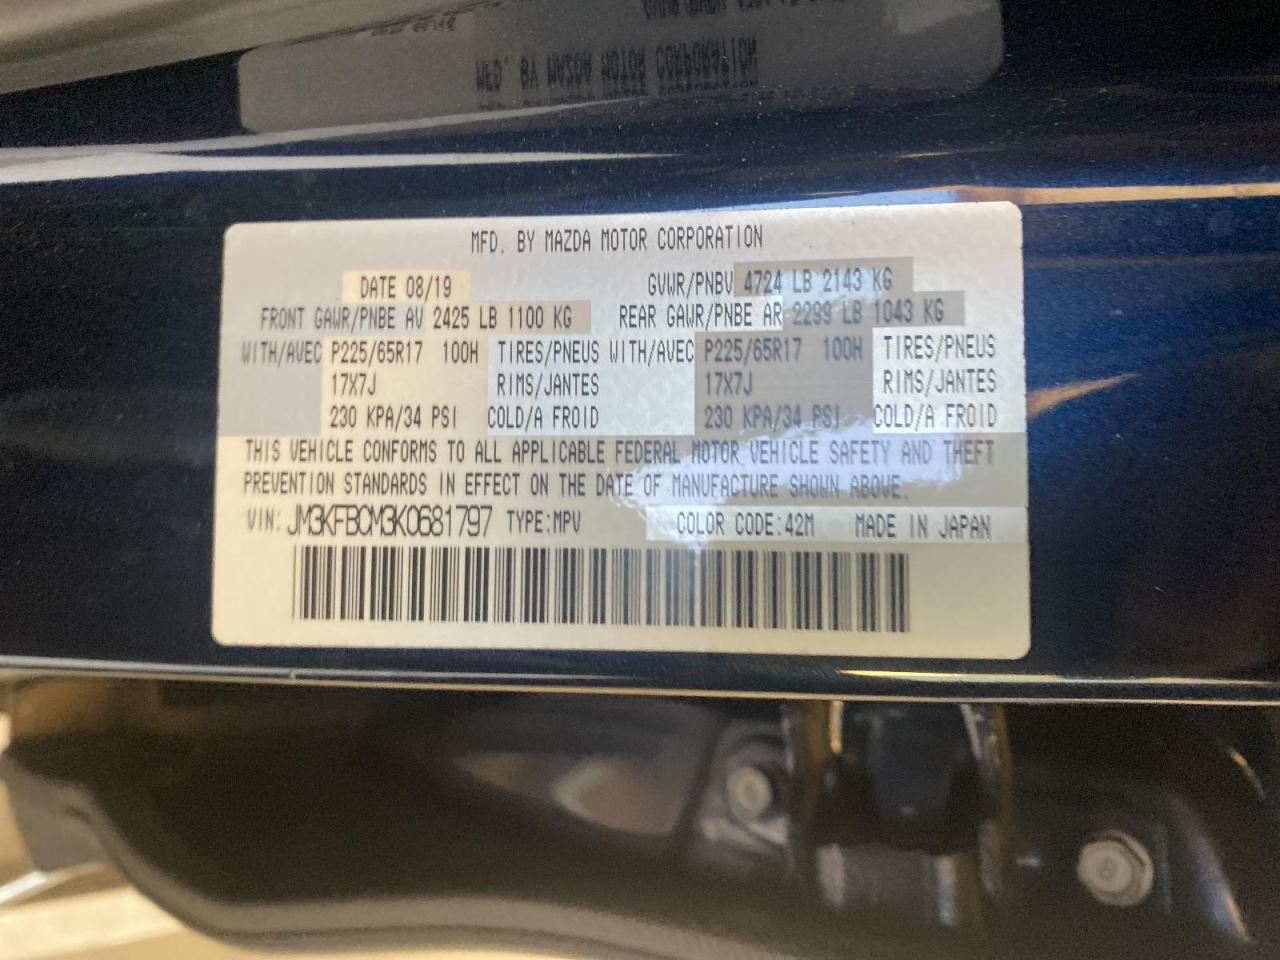 MFD. BY MAZDA MOTOR CORPORATION
DATE 08/19 GVWR/PNBV 4724 LB 2143 KG
FRONT GAWR/PNBE AV 2425 LB 1100 KG REAR GAWR/PNBE AR 2299 LB 1043 KG
WITH/AVEC P225/65R17 100H TIRES/PNEUS WITH/AVEC P225/65R17 100H TIRES/PNEUS
17X7J RIMS/JANTES 17X7J RIMS/JANTES
230 KPA/34 PSI COLD/A FROID 230 KPA/34 PSI COLD/A FROID
THIS VEHICLE CONFORMS TO ALL APPLICABLE FEDERAL MOTOR VEHICLE SAFETY AND THEFT
PREVENTION STANDARDS IN EFFECT ON THE DATE OF MANUFACTURE SHOWN ABOVE.
VIN: JM3KFBCM3K0681797 TYPE:MPV COLOR CODE:42M MADE IN JAPAN